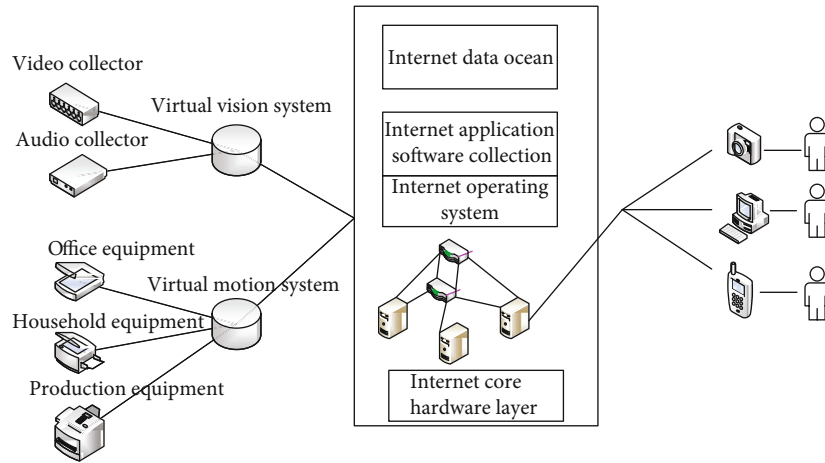 Video collector
Virtual vision system
Audio collector
Office equipment
Virtual motion system
Household equipment
Production equipment
Internet data ocean
Internet application
software collection
Internet operating
system
Internet core
hardware layer